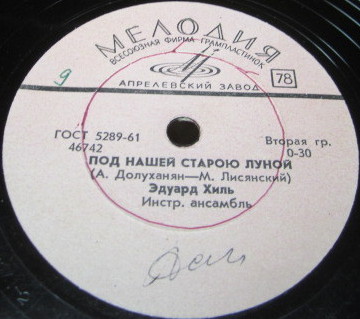 МЕЛОДИЯ
ВСЕСОЮЗНАЯ ФИРМА ГРАМПЛАСТИНОК
78
9
АПРЕЛЕВСКИЙ ЗАВОД
ГОСТ 5289-61
46742
Вторая гр.
0-30
ПОД НАШЕЙ СТАРОЮ ЛУНОЙ
(А. Долуханян—М. Лисянский)
Эдуард Хиль
Инстр. ансамбль